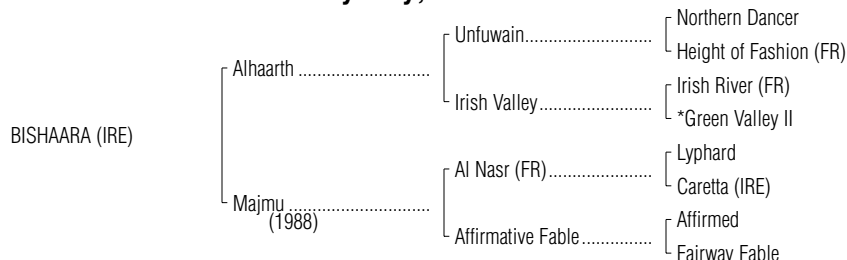 Northern Dancer
Unfuwain
Height of Fashion (FR)
Alhaarth
Irish River (FR)
Irish Valley
*Green Valley II
BISHAARA (IRE)
Lyphard
Al Nasr (FR)
Caretta (IRE)
Majmu
(1988)
Affirmed
Affirmative Fable
Fairway Fable